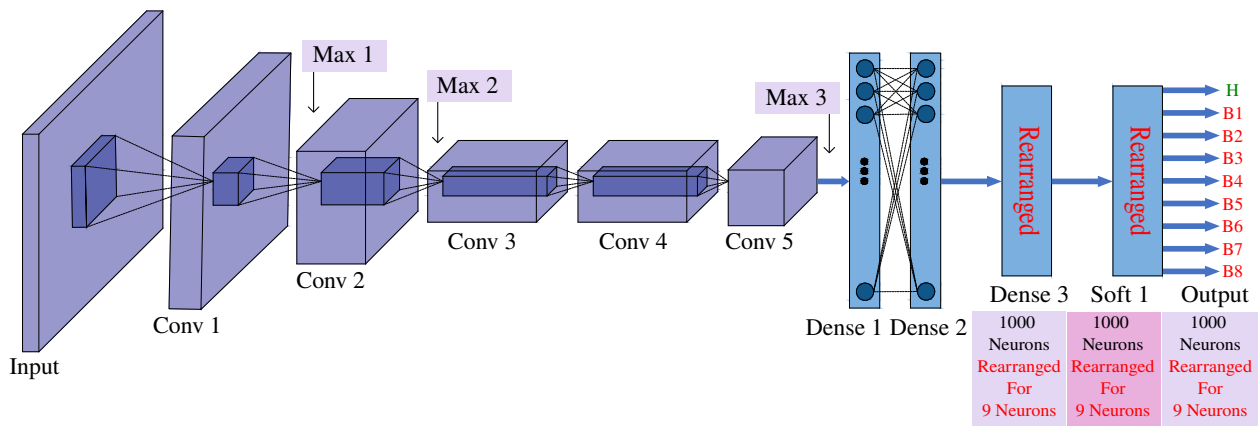 Max 1
Max 2
Max 3
Input
Conv 1
Conv 2
Conv 3
Conv 4
Conv 5
Dense 1
Dense 2
Rearranged
Dense 3
Rearranged
Soft 1
H
B1
B2
B3
B4
B5
B6
B7
B8
Output
1000
Neurons
Rearranged
For
9 Neurons
1000
Neurons
Rearranged
For
9 Neurons
1000
Neurons
Rearranged
For
9 Neurons